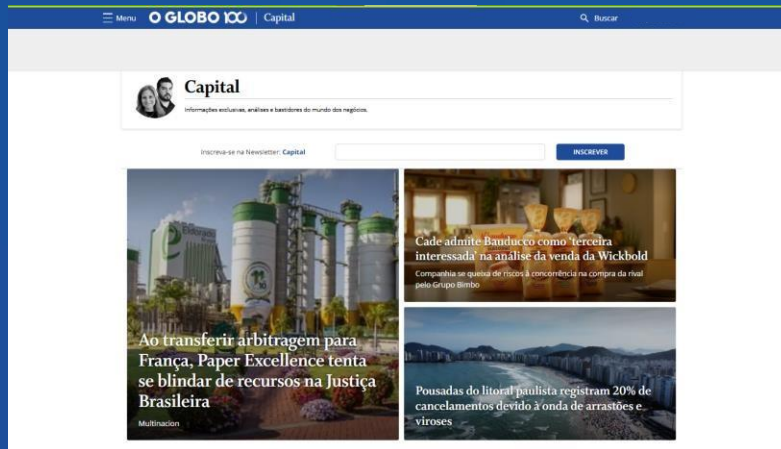 Menu O GLOBO 100 | Capital Buscar
Capital
Informações exclusivas, análises e bastidores do mundo dos negócios.
Inscreva-se na Newsletter: Capital INSCREVER
Eldorado
Brasil
Cade admite Bauducco como 'terceira
interessada' na análise da venda da Wickbold
Companhia se queixa de riscos à concorrência na compra da rival
pelo Grupo Bimbo
Ao transferir arbitragem para
França, Paper Excellence tenta
se blindar de recursos na Justiça
Brasileira
Multinacion
Pousadas do litoral paulista registram 20% de
cancelamentos devido à onda de arrastões e
viroses